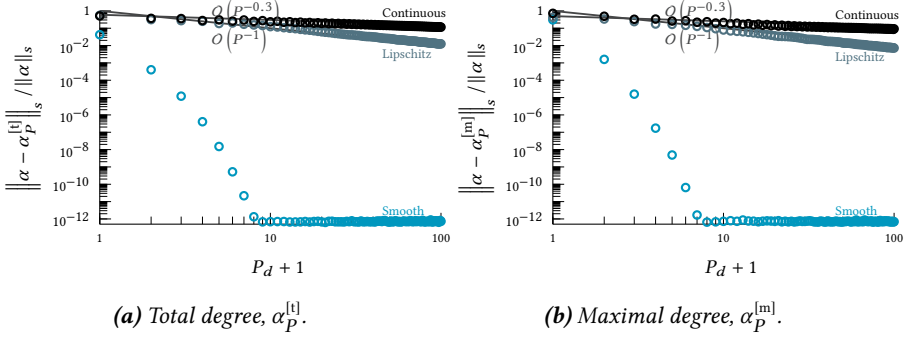 1
10^{-2}
10^{-4}
10^{-6}
10^{-8}
10^{-10}
10^{-12}
‖α − α_P^{[t]}‖_s / ‖α‖_s
O(P^{-0.3})
O(P^{-1})
Continuous
Lipschitz
Smooth
1 10 100
P_d + 1
(a) Total degree, α_P^{[t]}.
1
10^{-2}
10^{-4}
10^{-6}
10^{-8}
10^{-10}
10^{-12}
‖α − α_P^{[m]}‖_s / ‖α‖_s
O(P^{-0.3})
O(P^{-1})
Continuous
Lipschitz
Smooth
1 10 100
P_d + 1
(b) Maximal degree, α_P^{[m]}.